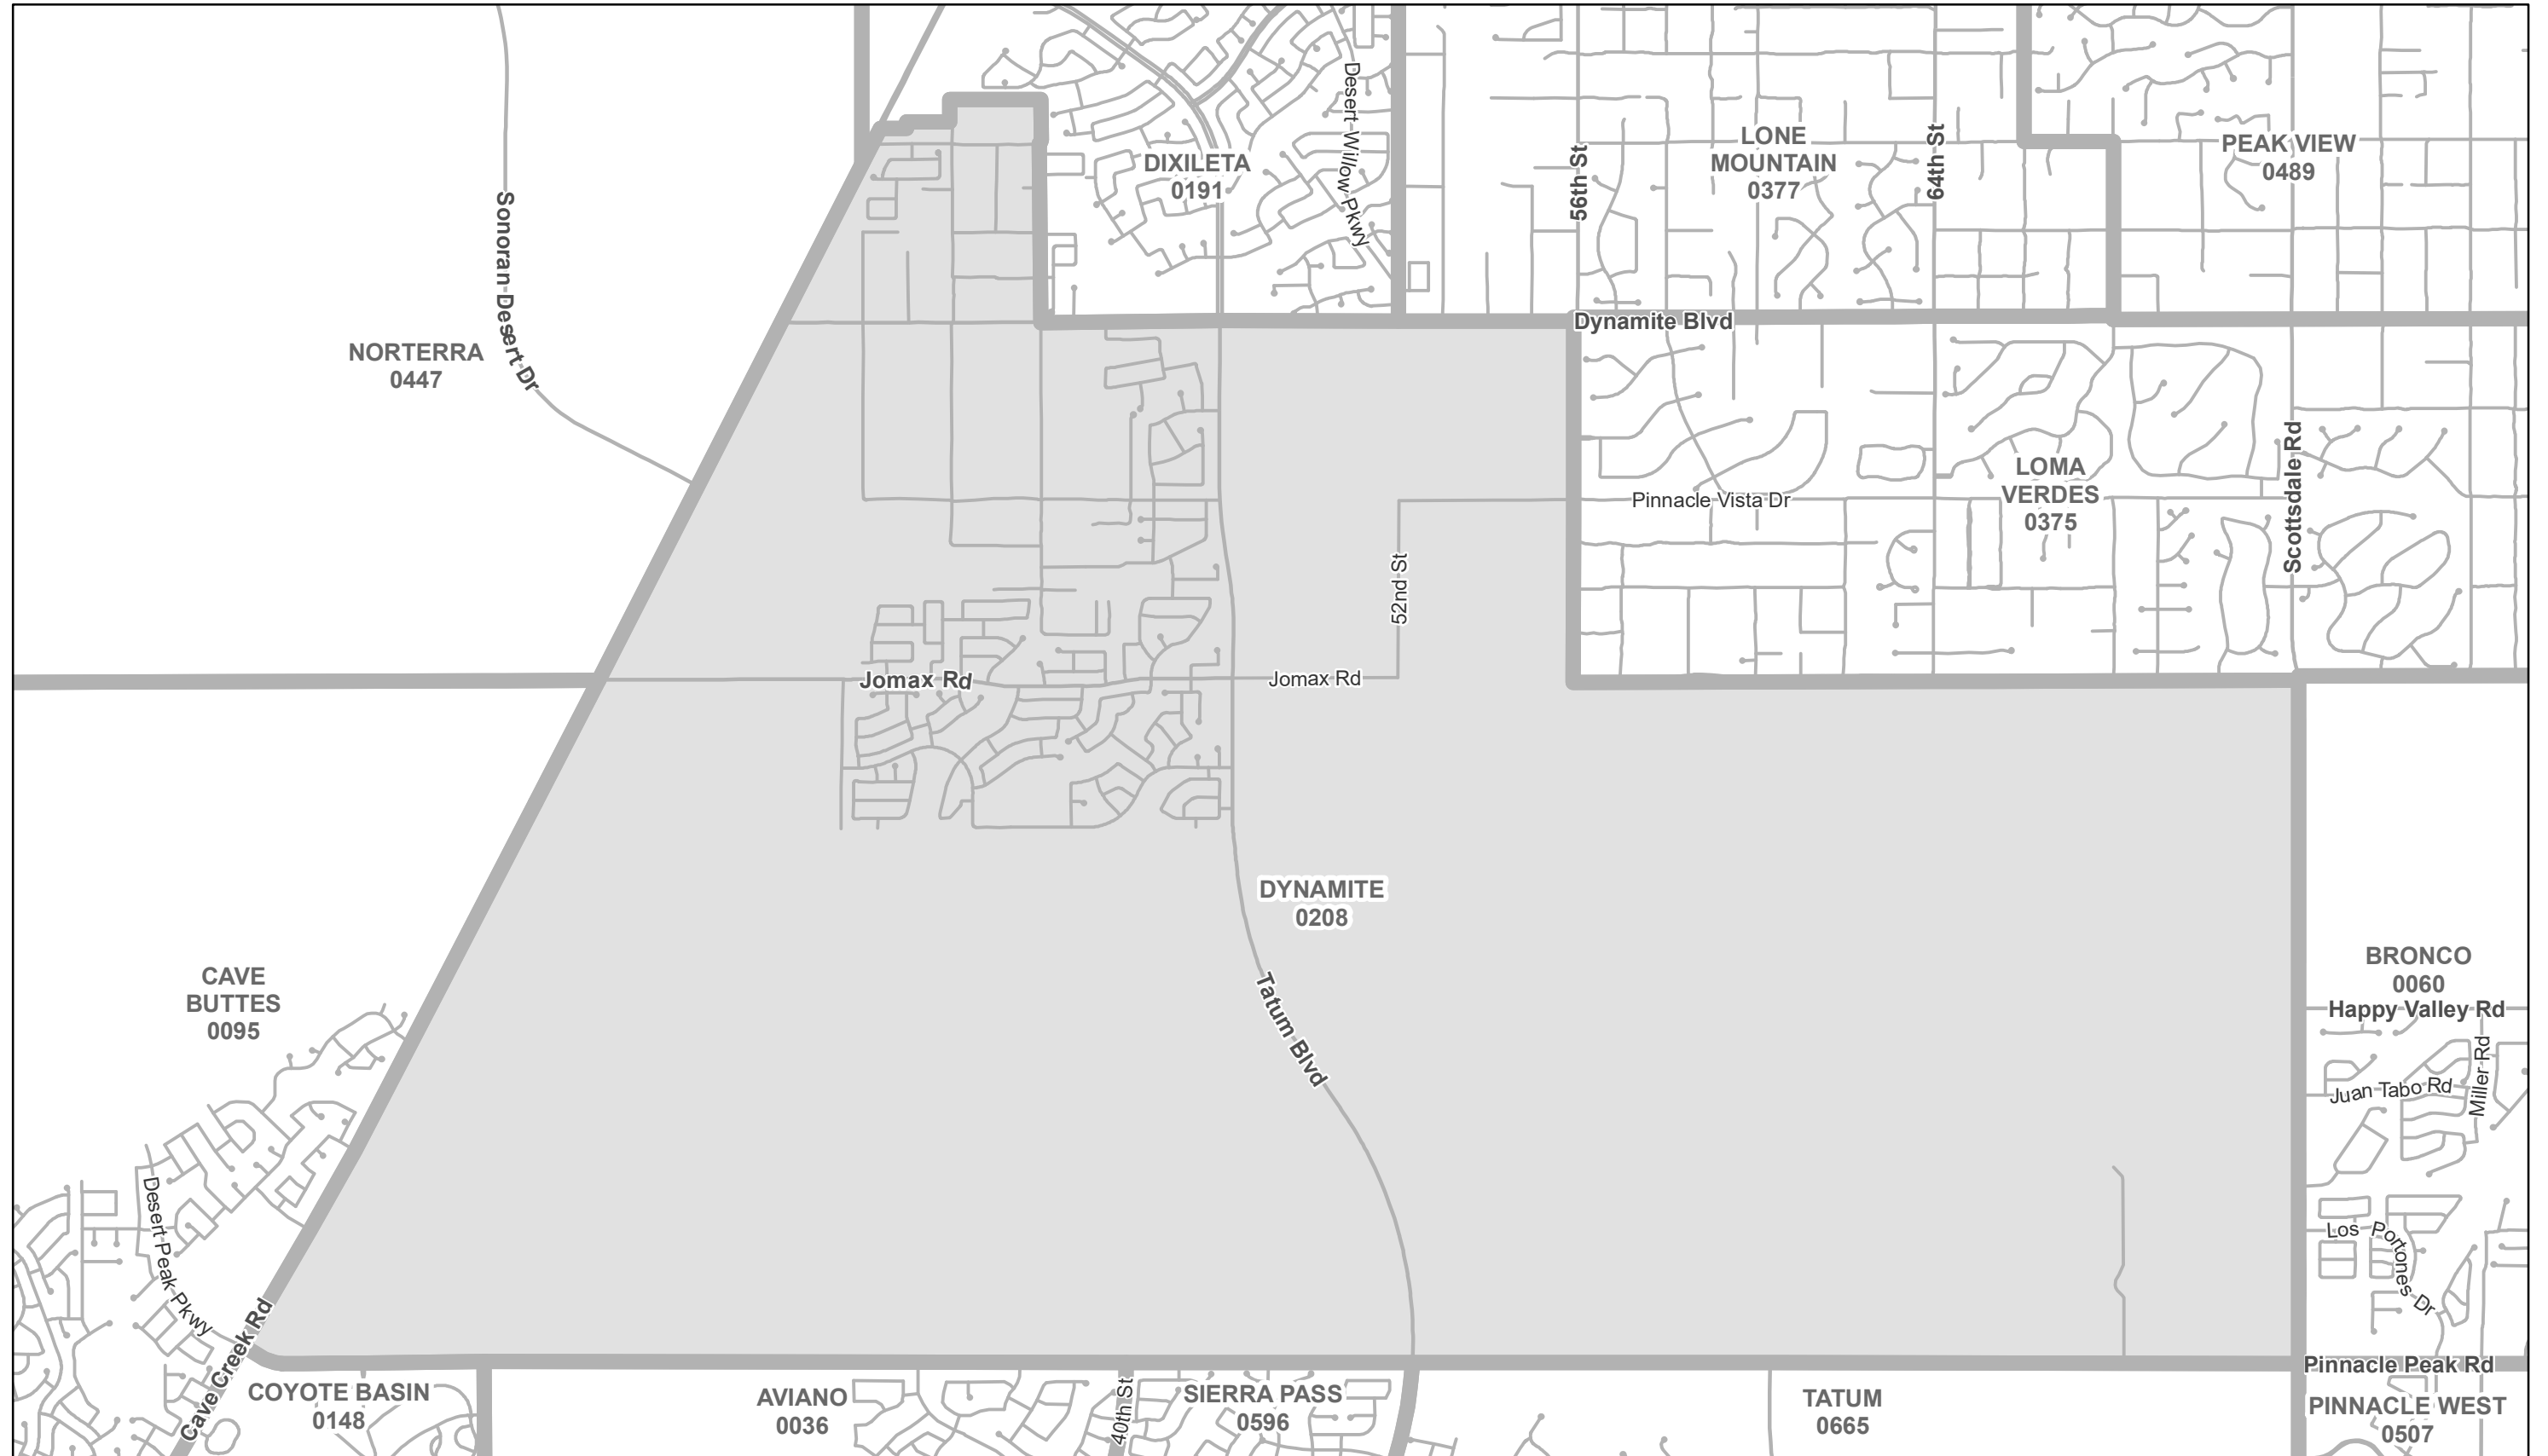 Desert Willow Pkwy
DIXILETA
0191
56th St
LONE
MOUNTAIN
0377
64th St
PEAK VIEW
0489
Sonoran Desert Dr
NORTERRA
0447
Dynamite Blvd
Pinnacle Vista Dr
LOMA
VERDES
0375
Scottsdale Rd
52nd St
Jomax Rd
Jomax Rd
DYNAMITE
0208
Tatum Blvd
CAVE
BUTTES
0095
BRONCO
0060
Happy Valley Rd
Juan Tabo Rd
Miller Rd
Los Portones Dr
Desert Peak Pkwy
Cave Creek Rd
Pinnacle Peak Rd
COYOTE BASIN
0148
AVIANO
0036
40th St
SIERRA PASS
0596
TATUM
0665
PINNACLE WEST
0507